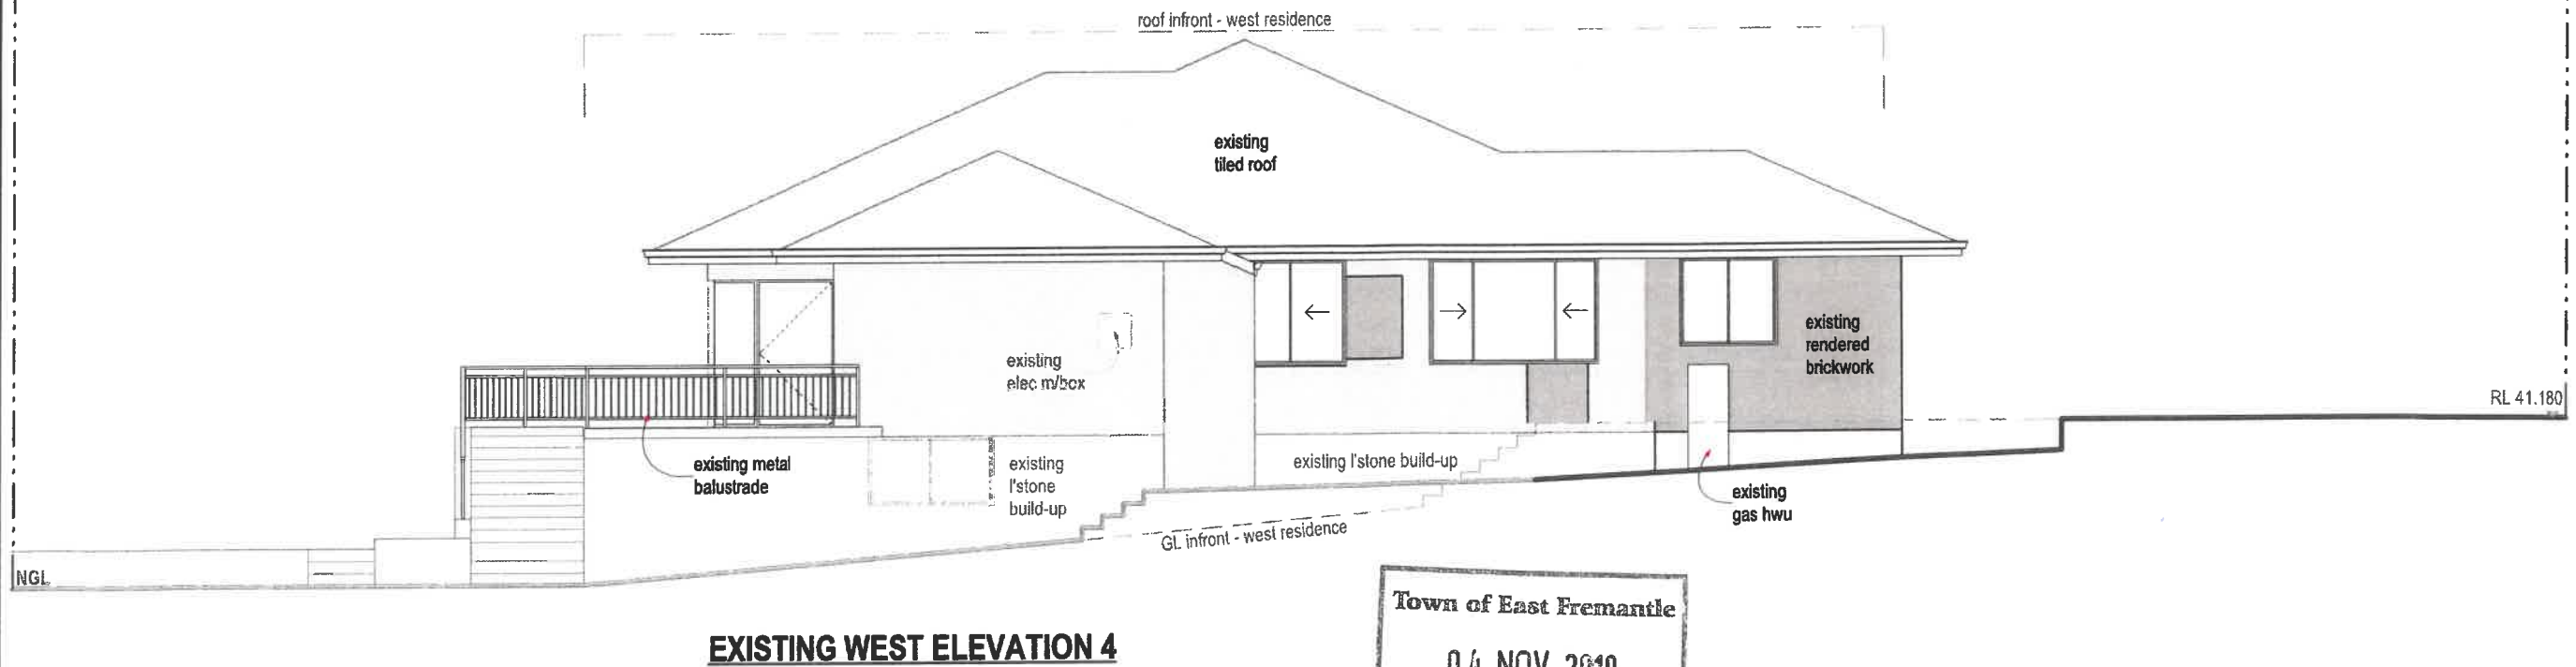 roof infront - west residence
existing
tiled roof
existing
elec m/box
existing
rendered
brickwork
RL 41.180
existing metal
balustrade
existing
l'stone
build-up
existing l'stone build-up
existing
gas hwu
GL infront - west residence
NGL
EXISTING WEST ELEVATION 4
Town of East Fremantle
04 NOV